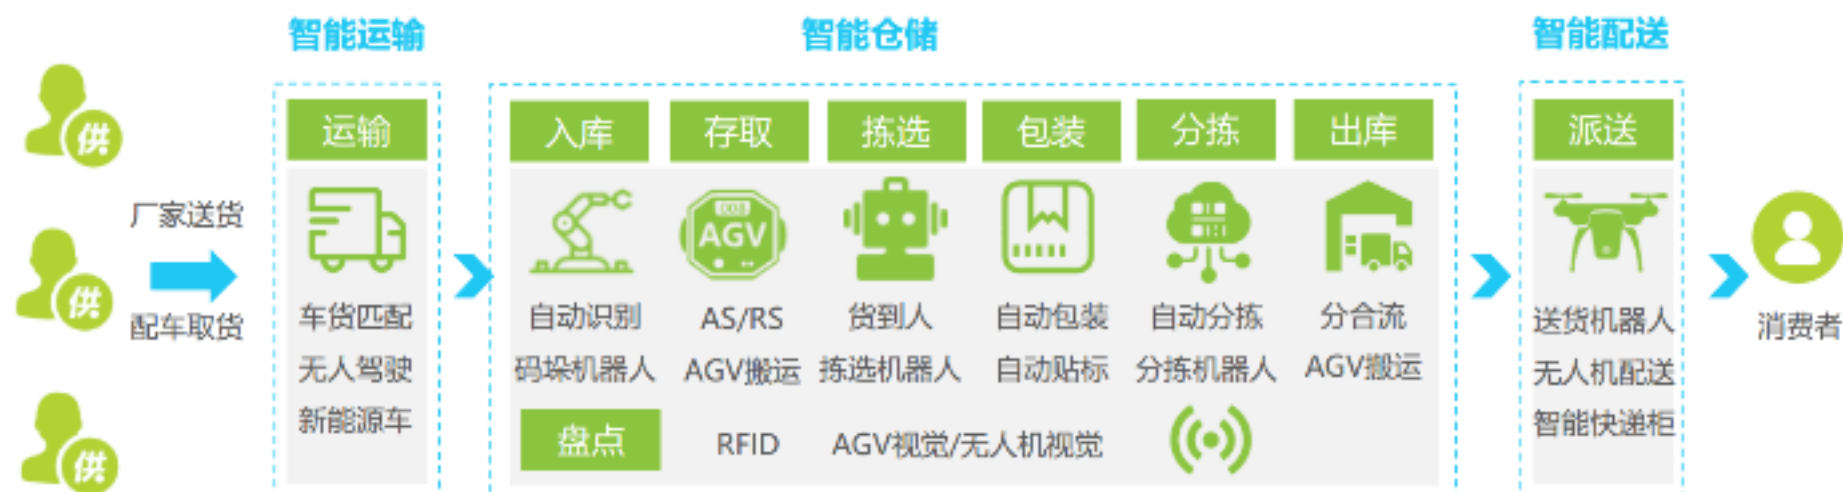 智能运输
智能仓储
智能配送
供
供
供
厂家送货
配车取货
运输
车货匹配
无人驾驶
新能源车
入库
自动识别
码垛机器人
存取
008
AGV
AS/RS
AGV搬运
拣选
货到人
拣选机器人
包装
自动包装
自动贴标
分拣
自动分拣
分拣机器人
出库
分合流
AGV搬运
盘点
RFID
AGV视觉/无人机视觉
派送
送货机器人
无人机配送
智能快递柜
消费者